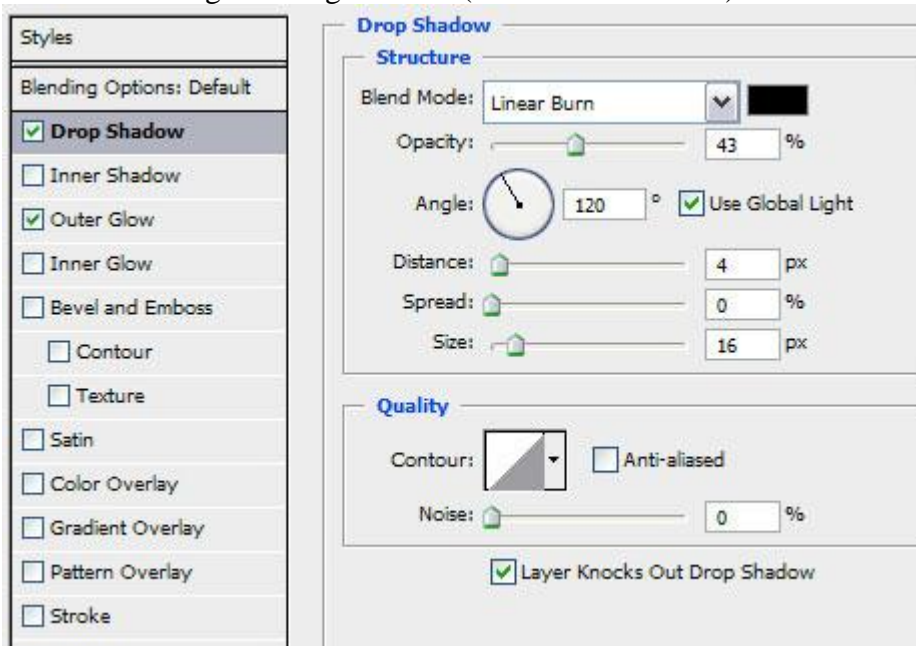 Styles
Blending Options: Default
Drop Shadow
Inner Shadow
Outer Glow
Inner Glow
Bevel and Emboss
Contour
Texture
Satin
Color Overlay
Gradient Overlay
Pattern Overlay
Stroke
Drop Shadow
Structure
Blend Mode: Linear Burn
Opacity: 43 %
Angle: 120 ° Use Global Light
Distance: 4 px
Spread: 0 %
Size: 16 px
Quality
Contour: Anti-aliased
Noise: 0 %
Layer Knocks Out Drop Shadow